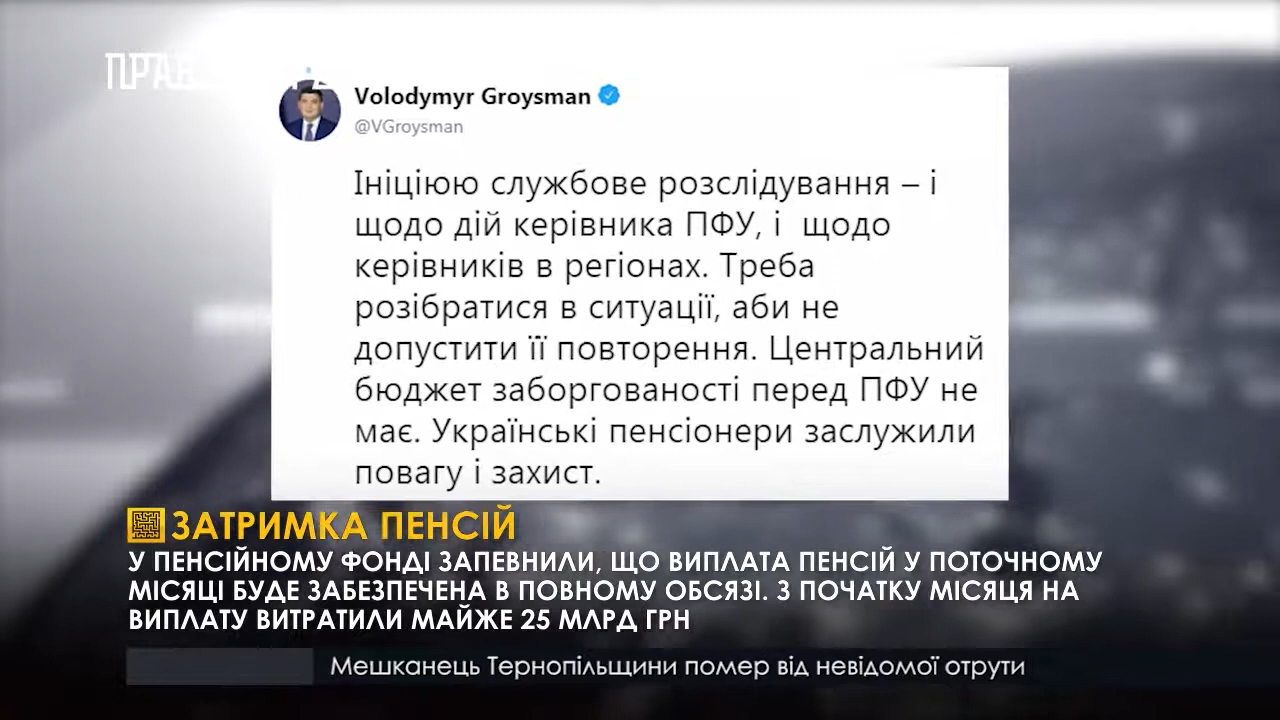 Volodymyr Groysman
@VGroysman
Ініціюю службове розслідування – і
щодо дій керівника ПФУ, і щодо
керівників в регіонах. Треба
розібратися в ситуації, аби не
допустити її повторення. Центральний
бюджет заборгованості перед ПФУ не
має. Українські пенсіонери заслужили
повагу і захист.
ЗАТРИМКА ПЕНСІЙ
У ПЕНСІЙНОМУ ФОНДІ ЗАПЕВНИЛИ, ЩО ВИПЛАТА ПЕНСІЙ У ПОТОЧНОМУ
МІСЯЦІ БУДЕ ЗАБЕЗПЕЧЕНА В ПОВНОМУ ОБСЯЗІ. З ПОЧАТКУ МІСЯЦЯ НА
ВИПЛАТУ ВИТРАТИЛИ МАЙЖЕ 25 МЛРД ГРН
Мешканець Тернопільщини помер від невідомої отрути